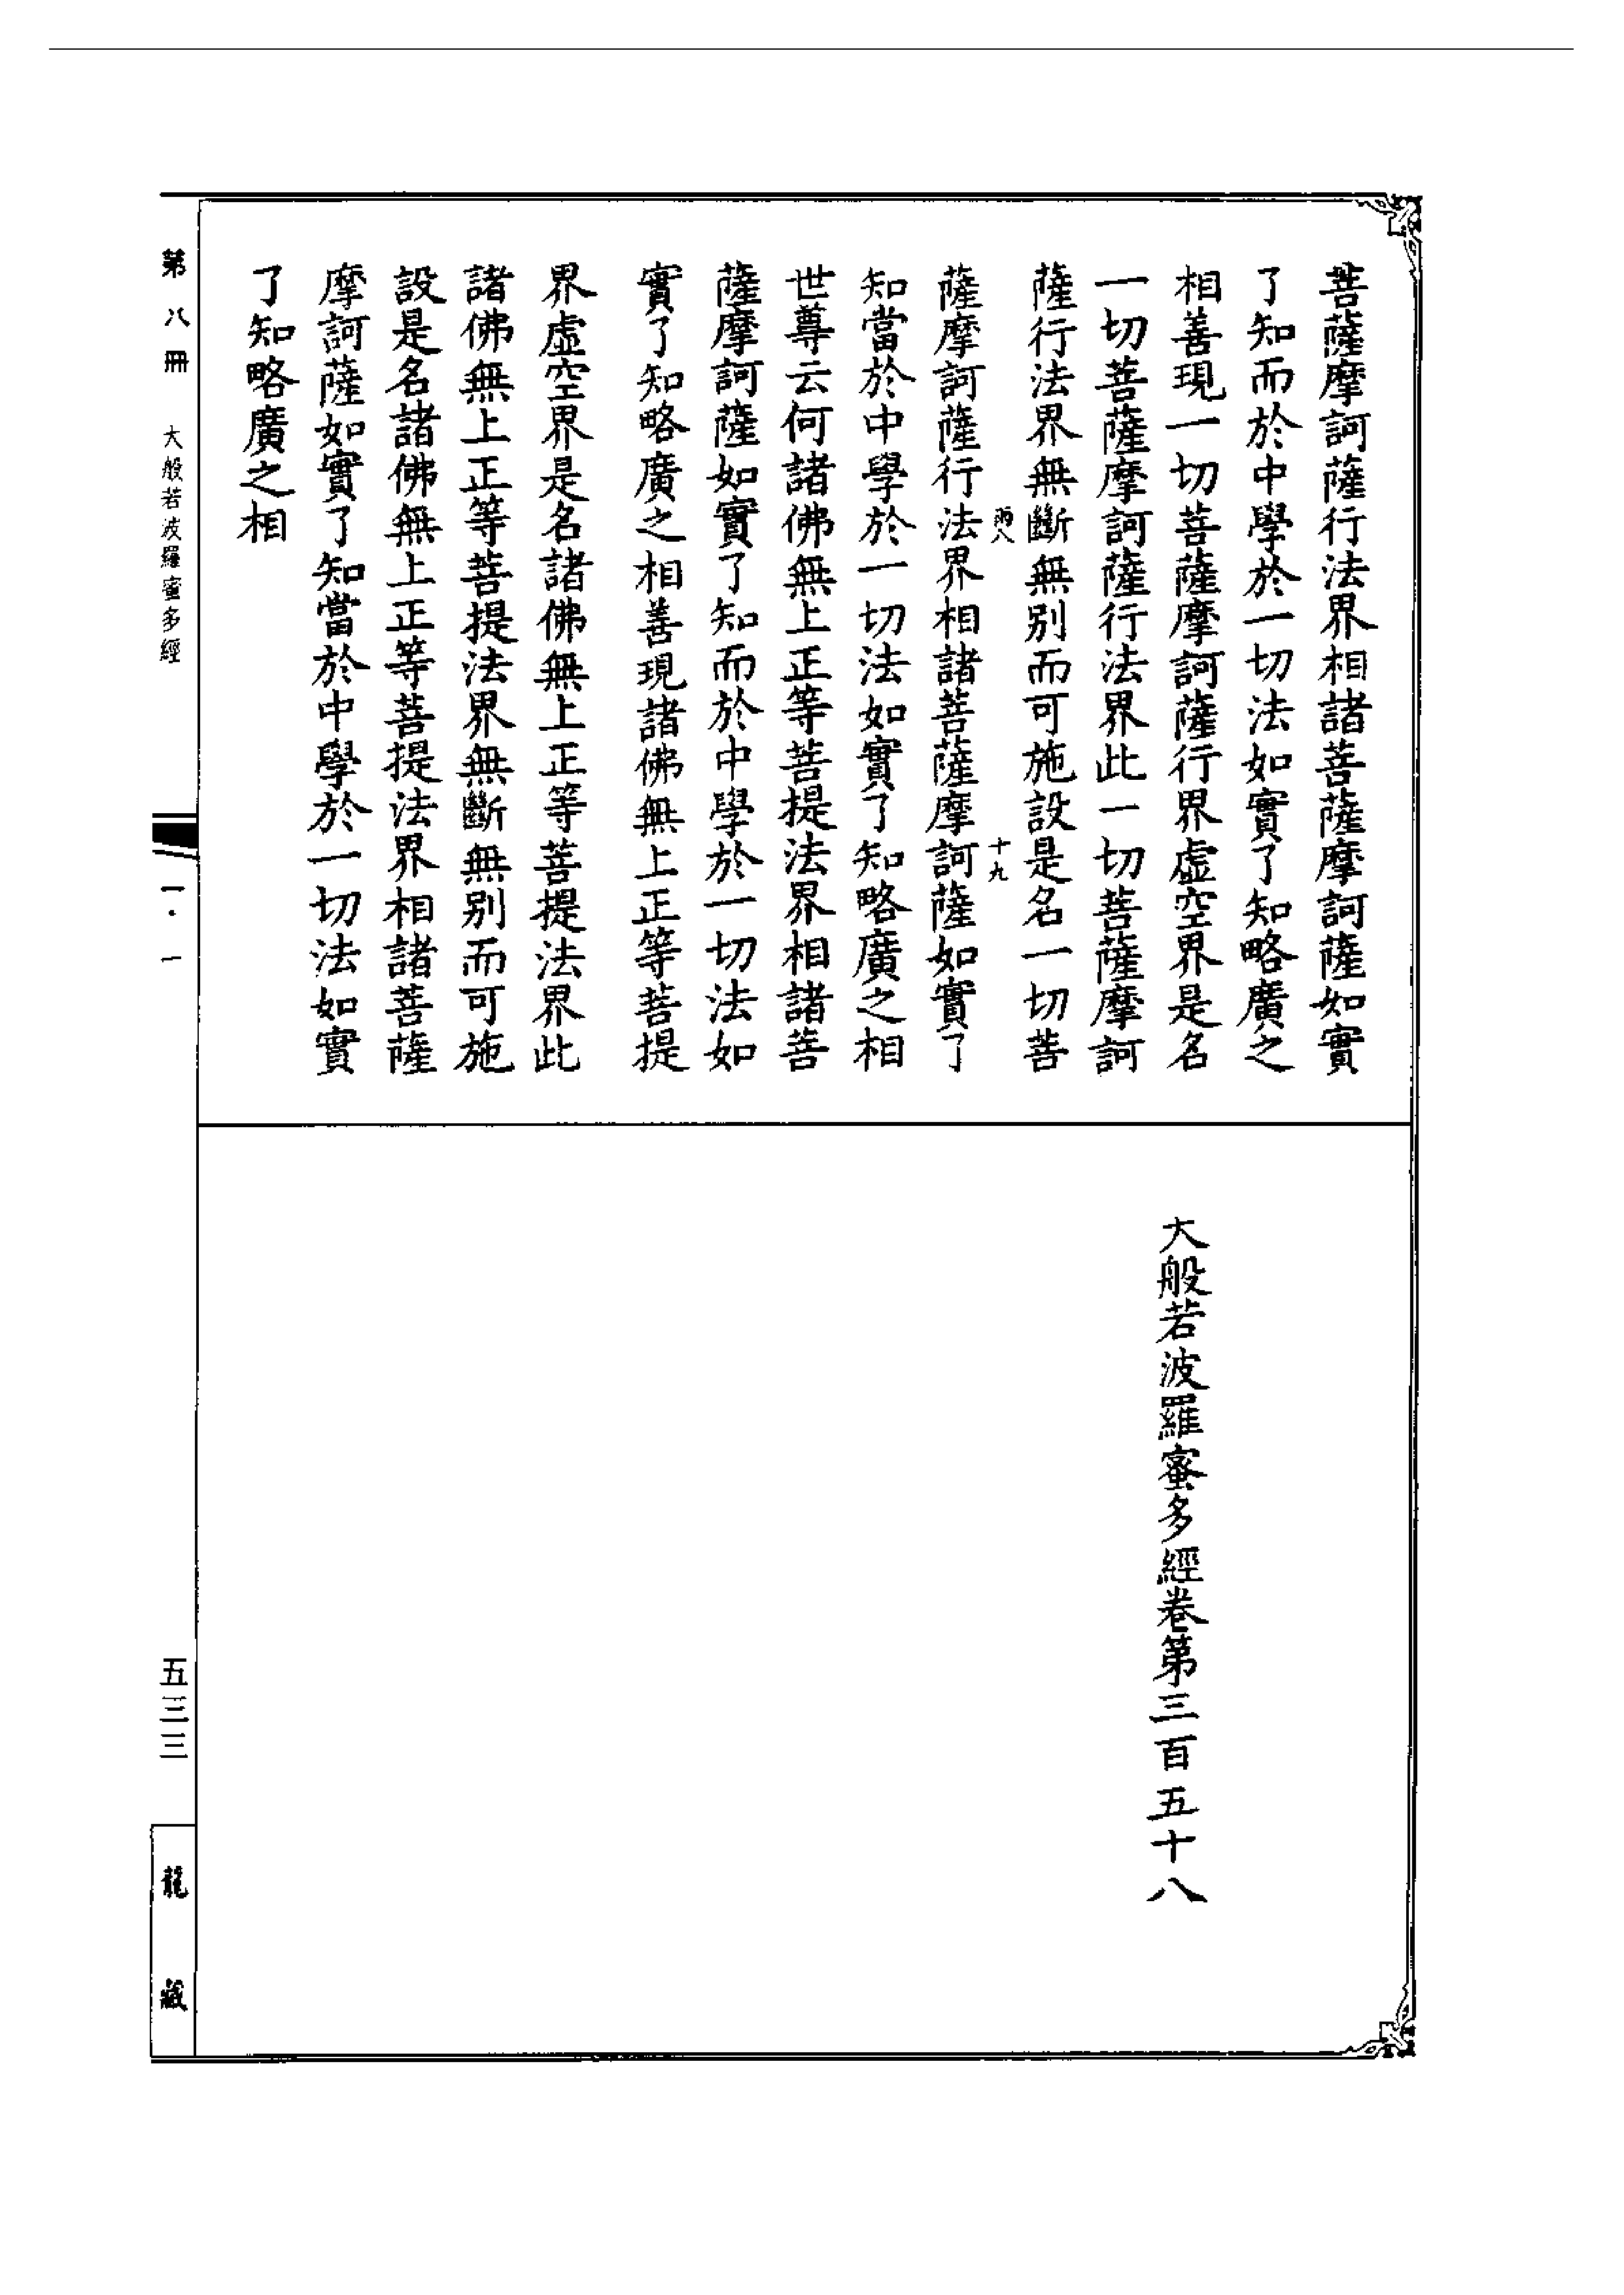 菩薩摩訶薩行法界相諸菩薩摩訶薩如實
了知而於中學於一切法如實了知略廣之
相善現一切菩薩摩訶薩行界虛空界是名
一切菩薩摩訶薩行法界此一切菩薩摩訶
薩行法界無斷無别而可施設是名一切菩
雨八
十九
薩摩訶薩行法界相諸菩薩摩訶薩如實了
知當於中學於一切法如實了知略廣之相
世尊云何諸佛無上正等菩提法界相諸菩
薩摩訶薩如實了知而於中學於一切法如
實了知略廣之相善現諸佛無上正等菩提
界虛空界是名諸佛無上正等菩提法界此
諸佛無上正等菩提法界無斷無别而可施
設是名諸佛無上正等菩提法界相諸菩薩
摩訶薩如實了知當於中學於一切法如實
了知略廣之相
大般若波羅蜜多經卷第三百五十八
第八冊
大般若波羅蜜多經
一·一
五三三
龍藏